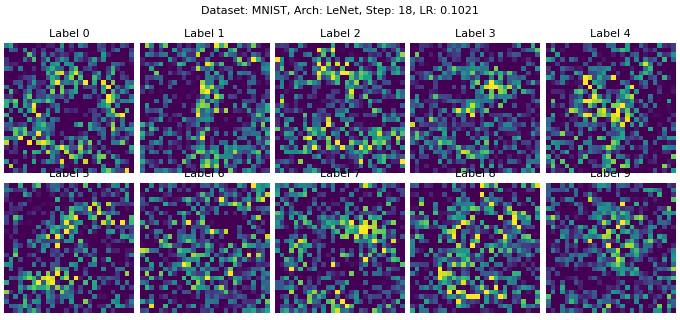 Dataset: MNIST, Arch: LeNet, Step: 18, LR: 0.1021
Label 0 Label 1 Label 2 Label 3 Label 4
Label 5 Label 6 Label 7 Label 8 Label 9